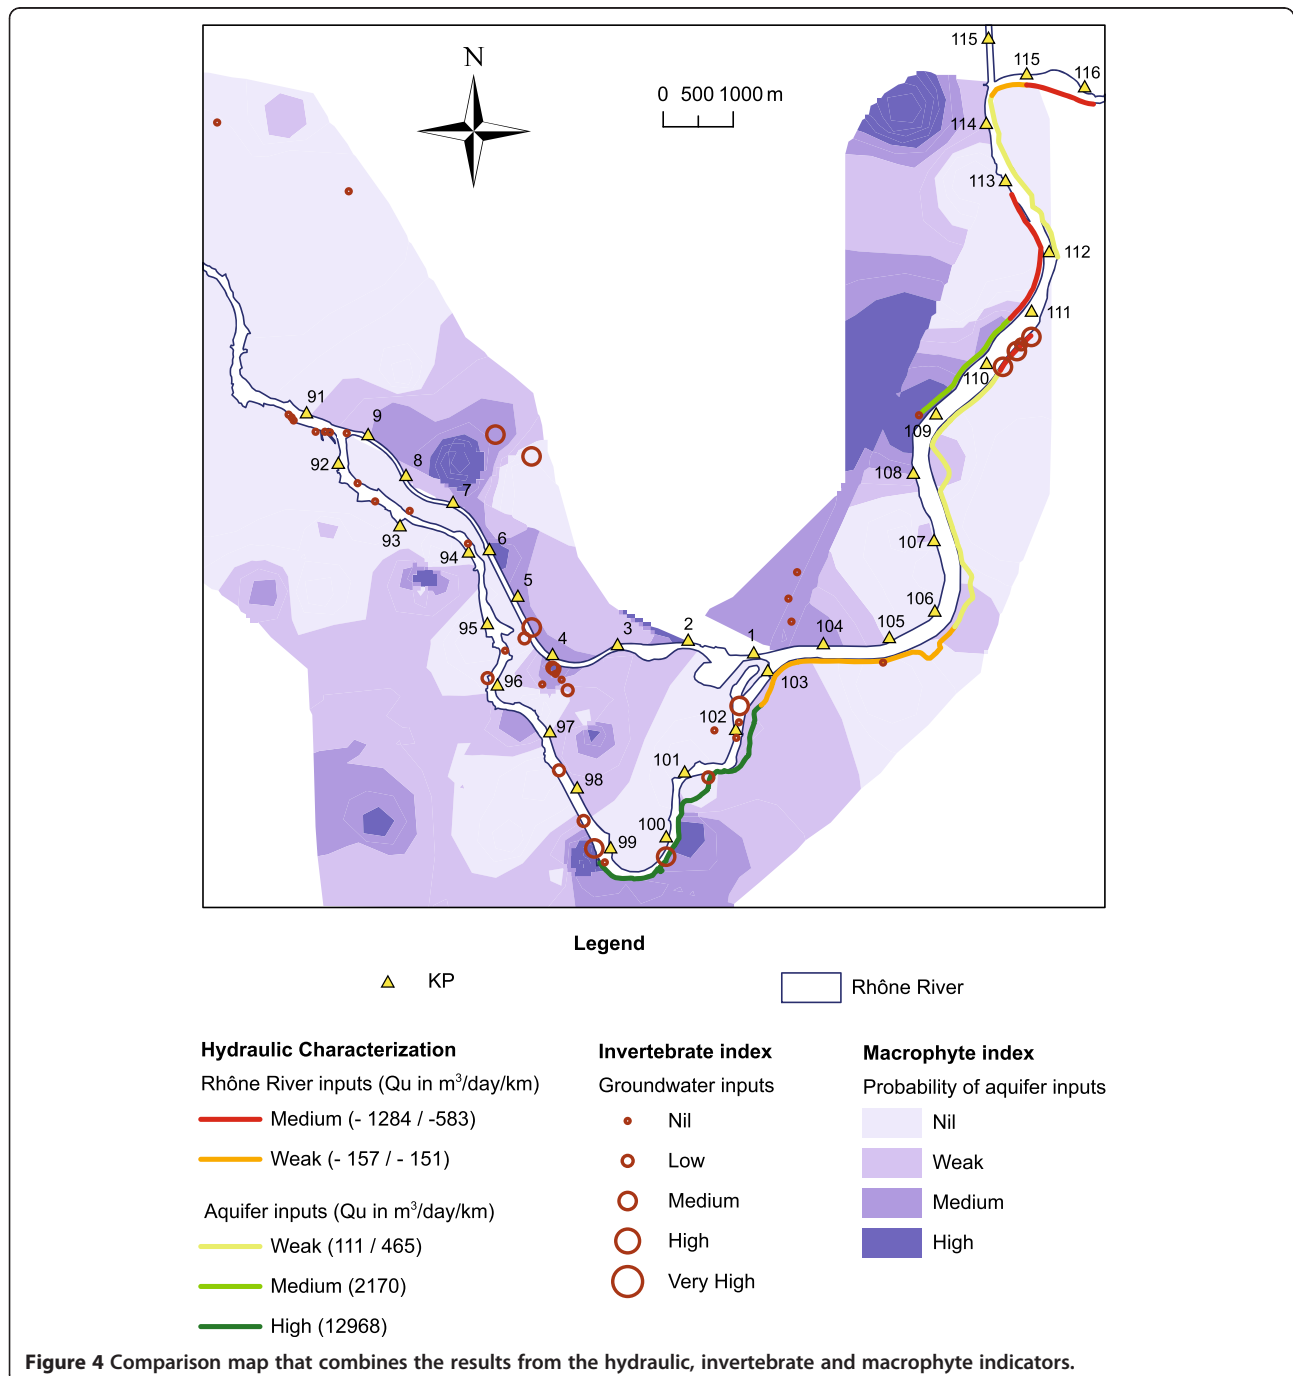 N
0 500 1000 m
115
115
116
114
113
112
111
110
109
108
107
106
105
104
103
1
2
3
4
5
6
7
8
9
91
92
93
94
95
96
97
98
99
100
101
102
Legend
KP
Rhône River
Hydraulic Characterization
Rhône River inputs (Qu in m³/day/km)
Medium (- 1284 / -583)
Weak (- 157 / - 151)
Aquifer inputs (Qu in m³/day/km)
Weak (111 / 465)
Medium (2170)
High (12968)
Invertebrate index
Groundwater inputs
Nil
Low
Medium
High
Very High
Macrophyte index
Probability of aquifer inputs
Nil
Weak
Medium
High
Figure 4 Comparison map that combines the results from the hydraulic, invertebrate and macrophyte indicators.